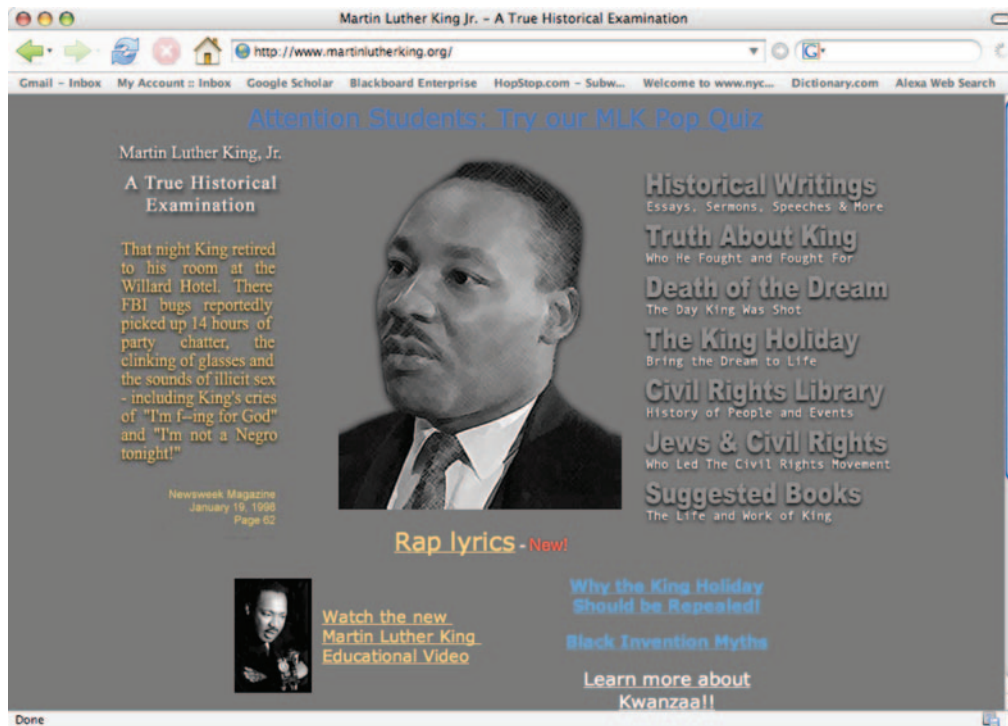 Martin Luther King Jr. – A True Historical Examination
http://www.martinlutherking.org/
G
Gmail – Inbox My Account :: Inbox Google Scholar Blackboard Enterprise HopStop.com – Subw... Welcome to www.nyc... Dictionary.com Alexa Web Search
Attention Students: Try our MLK Pop Quiz
Martin Luther King, Jr.
A True Historical
Examination
That night King retired
to his room at the
Willard Hotel. There
FBI bugs reportedly
picked up 14 hours of
party chatter, the
clinking of glasses and
the sounds of illicit sex
- including King's cries
of "I'm f--ing for God"
and "I'm not a Negro
tonight!"
Newsweek Magazine
January 19, 1998
Page 62
Historical Writings
Essays, Sermons, Speeches & More
Truth About King
Who He Fought and Fought For
Death of the Dream
The Day King Was Shot
The King Holiday
Bring the Dream to Life
Civil Rights Library
History of People and Events
Jews & Civil Rights
Who Led The Civil Rights Movement
Suggested Books
The Life and Work of King
Rap lyrics - New!
Watch the new
Martin Luther King
Educational Video
Why the King Holiday
Should be Repealed!
Black Invention Myths
Learn more about
Kwanzaa!!
Done